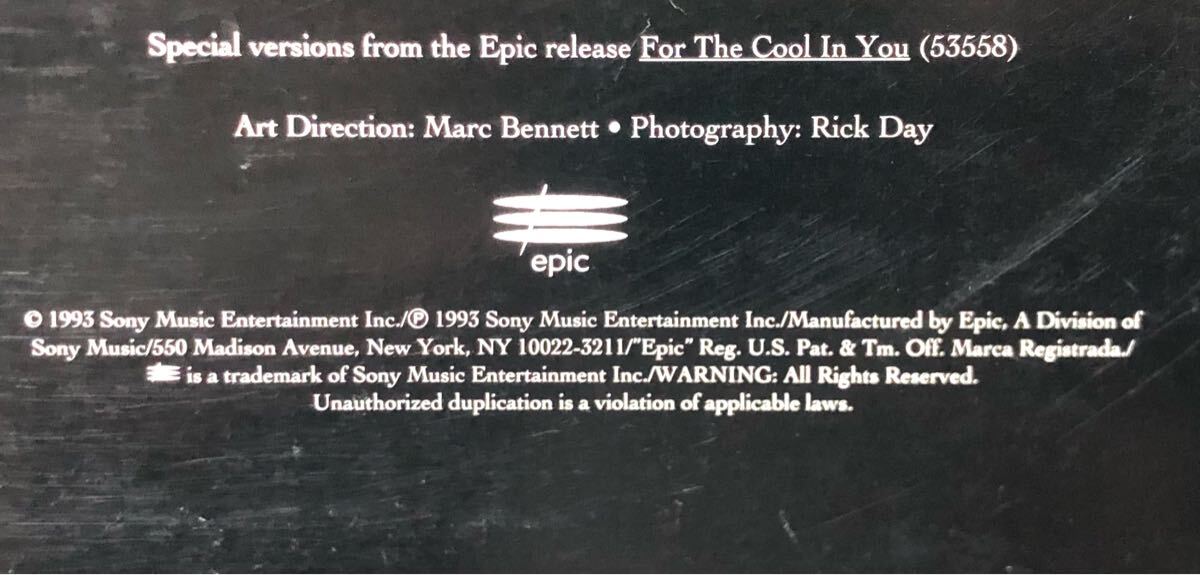 Special versions from the Epic release For The Cool In You (53558)
Art Direction: Marc Bennett • Photography: Rick Day
epic
© 1993 Sony Music Entertainment Inc./℗ 1993 Sony Music Entertainment Inc./Manufactured by Epic, A Division of
Sony Music/550 Madison Avenue, New York, NY 10022-3211/"Epic" Reg. U.S. Pat. & Tm. Off. Marca Registrada./
is a trademark of Sony Music Entertainment Inc./WARNING: All Rights Reserved.
Unauthorized duplication is a violation of applicable laws.